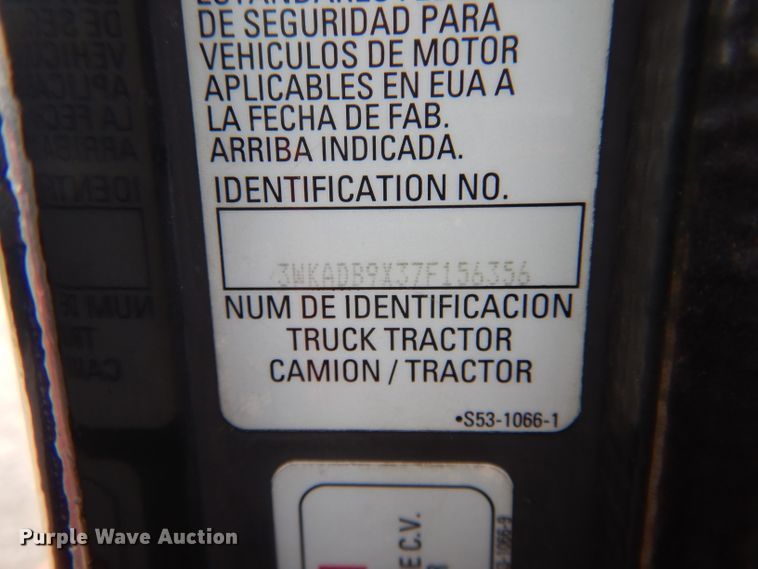 DE SEGURIDAD PARA
VEHICULOS DE MOTOR
APLICABLES EN EUA A
LA FECHA DE FAB.
ARRIBA INDICADA.
IDENTIFICATION NO.
3WKADB9X37F156356
NUM DE IDENTIFICACION
TRUCK TRACTOR
CAMION / TRACTOR
•S53-1066-1
E C.V.
Purple Wave Auction